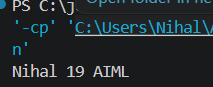 PS C:\j
Open folder in ne
'-cp' 'C:\Users\Nihal\
n'
Nihal 19 AIML